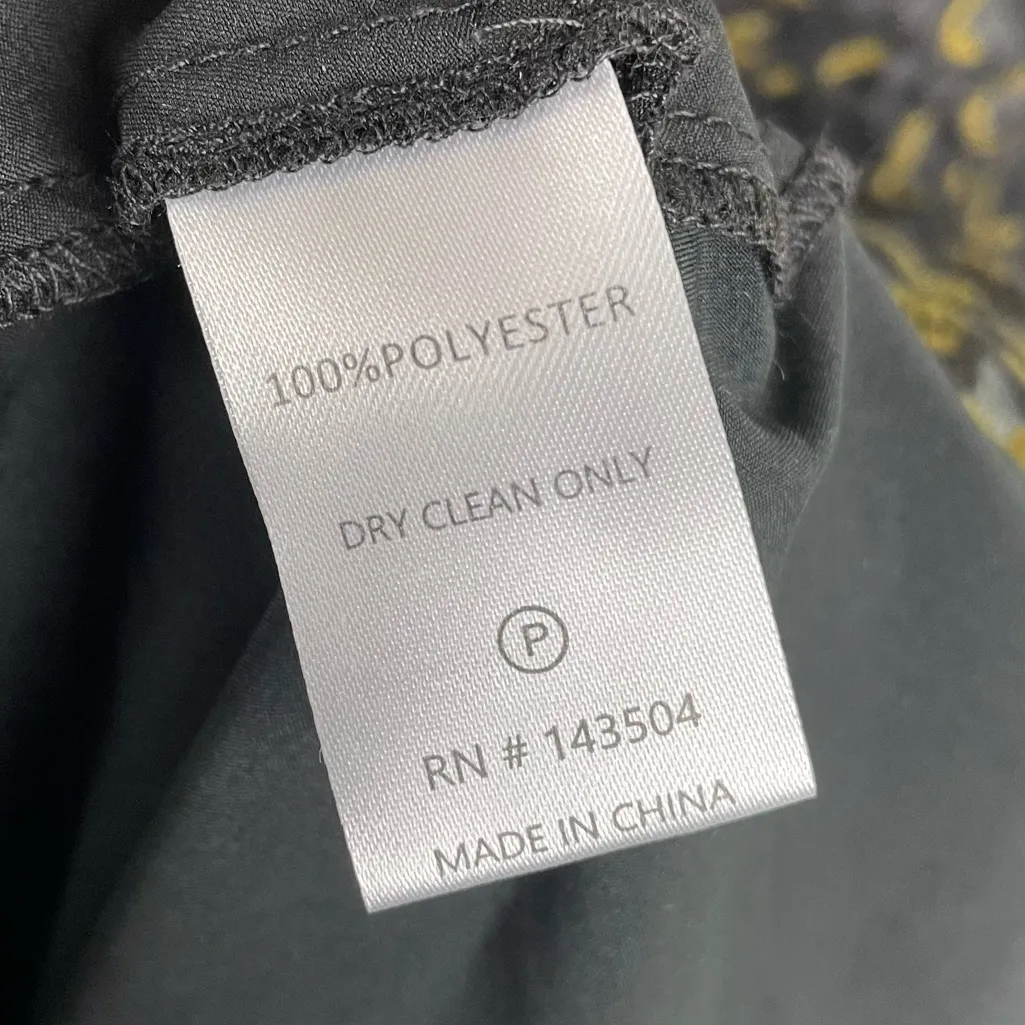 100%POLYESTER
DRY CLEAN ONLY
P
RN # 143504
MADE IN CHINA